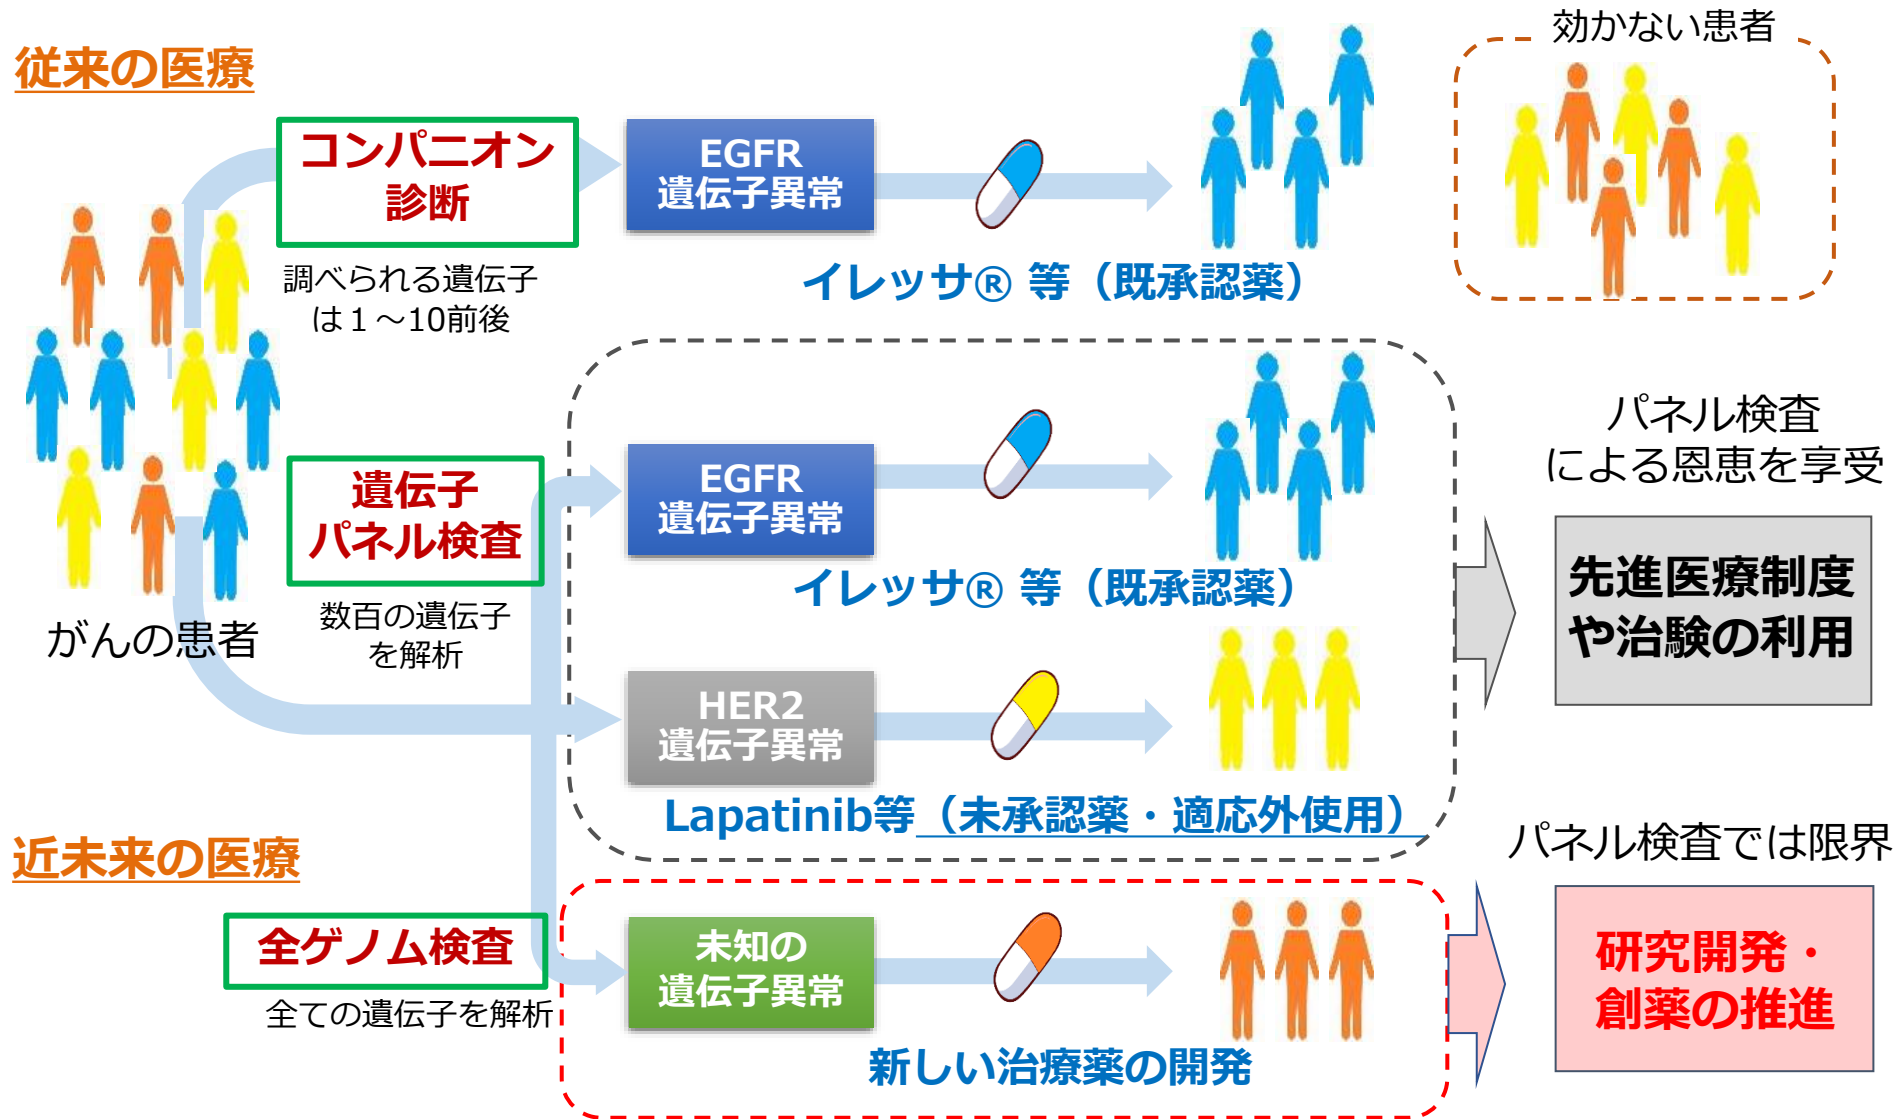 従来の医療
効かない患者
コンパニオン
診断
EGFR
遺伝子異常
調べられる遺伝子
は１～10前後
イレッサ® 等（既承認薬）
がんの患者
遺伝子
パネル検査
数百の遺伝子
を解析
EGFR
遺伝子異常
イレッサ® 等（既承認薬）
HER2
遺伝子異常
Lapatinib等（未承認薬・適応外使用）
パネル検査
による恩恵を享受
先進医療制度
や治験の利用
近未来の医療
全ゲノム検査
全ての遺伝子を解析
未知の
遺伝子異常
新しい治療薬の開発
パネル検査では限界
研究開発・
創薬の推進